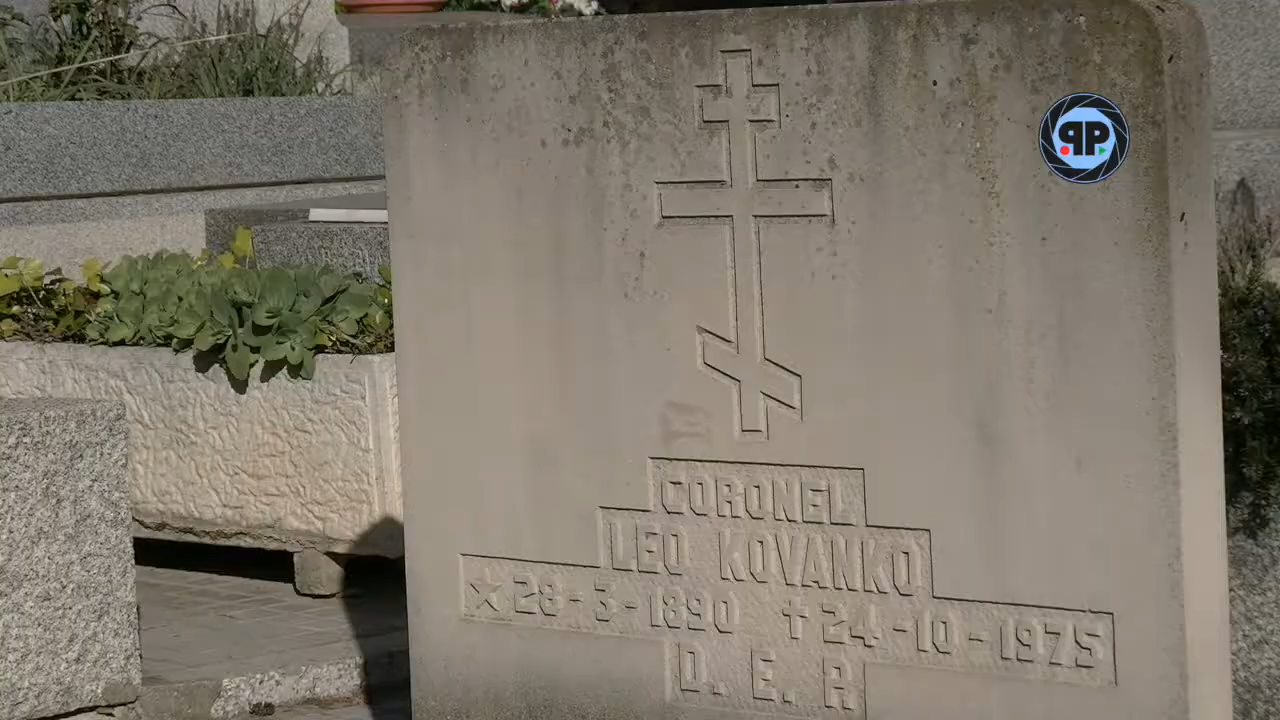 CORONEL
LEO KOVANKO
☆ 28-3-1890 ✝ 24-10-1975
D. E. P.